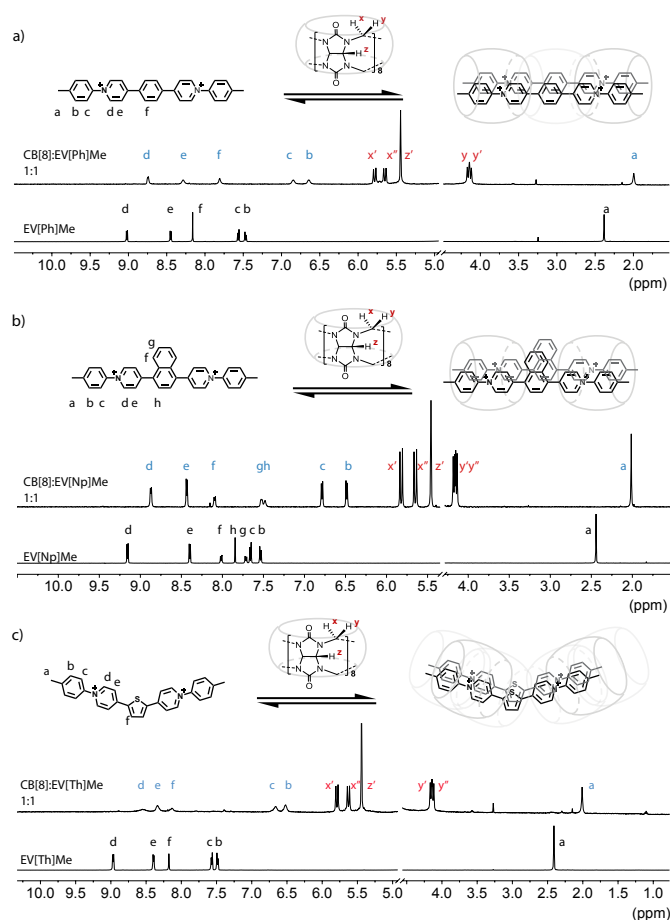 a)
x y
H H
O
N N
H z
N N
O
8
N N
a b c d e f
CB[8]:EV[Ph]Me
1:1
d e f c b x' x'' z' y y' a
EV[Ph]Me
d e f c b a
10.0 9.5 9.0 8.5 8.0 7.5 7.0 6.5 6.0 5.5 5.0 4.0 3.5 3.0 2.5 2.0
(ppm)
b)
x y
H H
O
N N
H z
N N
O
8
g
f
N N
a b c d e h
CB[8]:EV[Np]Me
1:1
d e f gh c b x' x'' z' y'y'' a
EV[Np]Me
d e f h g c b a
10.5 10.0 9.5 9.0 8.5 8.0 7.5 7.0 6.5 6.0 5.5 4.0 3.5 3.0 2.5 2.0
(ppm)
c)
x y
H H
O
N N
H z
N N
O
8
a b c d e
N S N
f
S
S
CB[8]:EV[Th]Me
1:1
d e f c b x' x'' z' y' y'' a
EV[Th]Me
d e f c b a
10.0 9.5 9.0 8.5 8.0 7.5 7.0 6.5 6.0 5.5 5.0 4.0 3.5 3.0 2.5 2.0 1.5 1.0
(ppm)